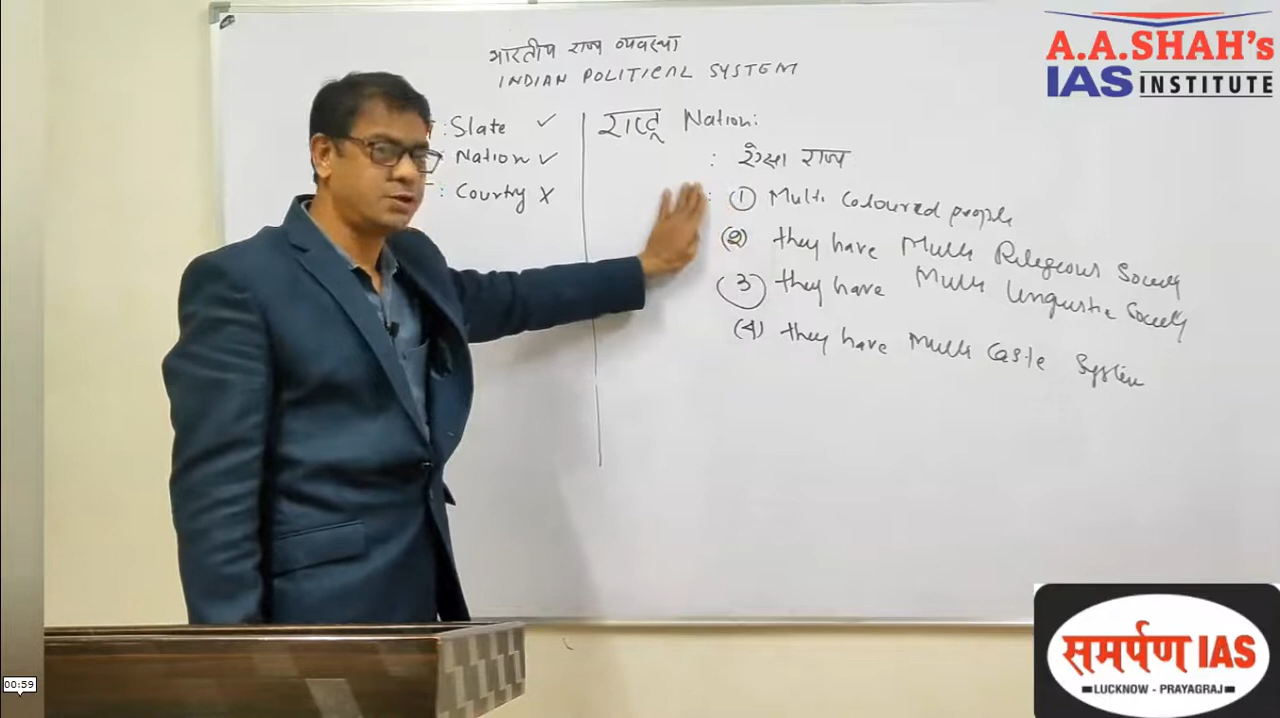 भारतीय राज्य व्यवस्था
INDIAN POLITICAL SYSTEM
: State ✓
: Nation ✓
: Country X
राष्ट्र Nation:
: ऐसा राज्य
: ① Multi Coloured people
(2) they have Multi Religious Society
3 they have Multi linguistic Society
(4) they have Multi Caste System
A.A.SHAH's
IAS INSTITUTE
समर्पण IAS
LUCKNOW - PRAYAGRAJ
00:59